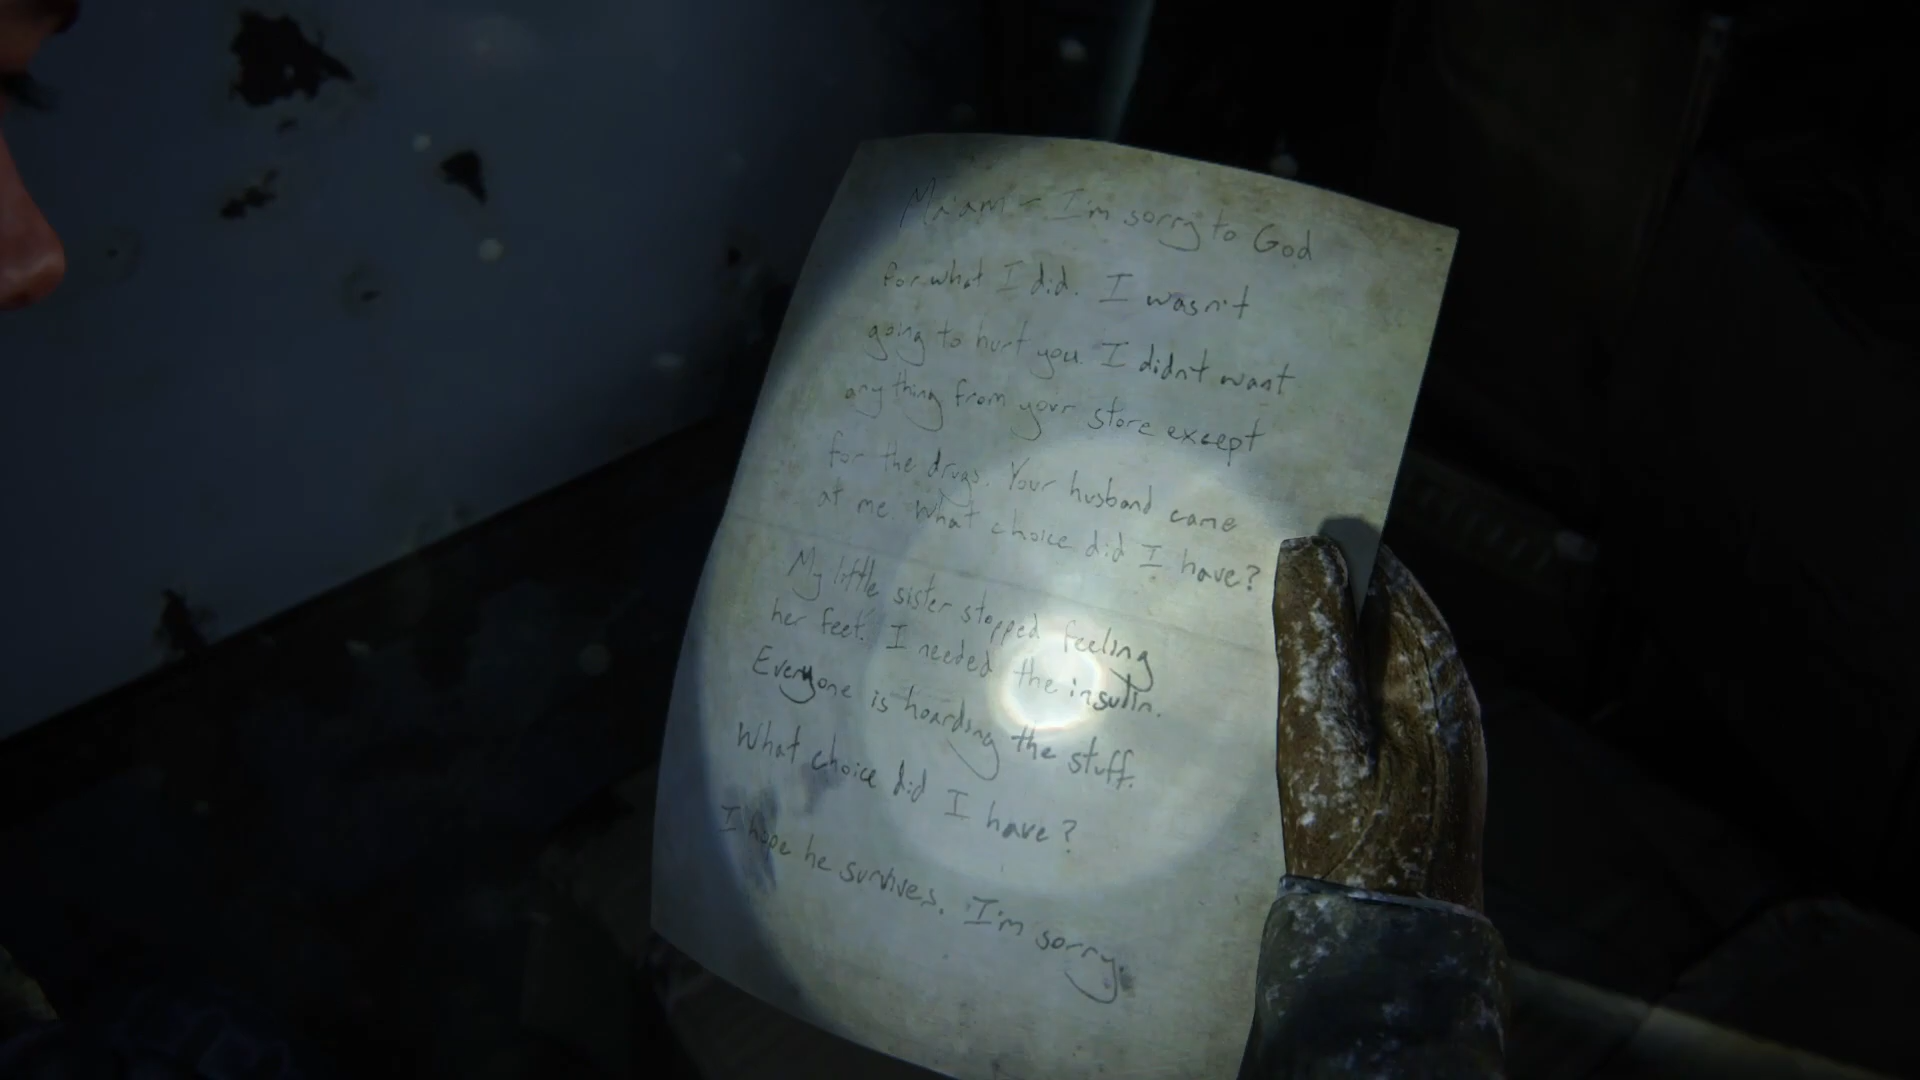 Ma'am - I'm sorry to God
for what I did. I wasn't
going to hurt you. I didn't want
anything from your store except
for the drugs. Your husband came
at me. What choice did I have?
My little sister stopped feeling
her feet. I needed the insulin.
Everyone is hoarding the stuff.
What choice did I have?
I hope he survives. I'm sorry.